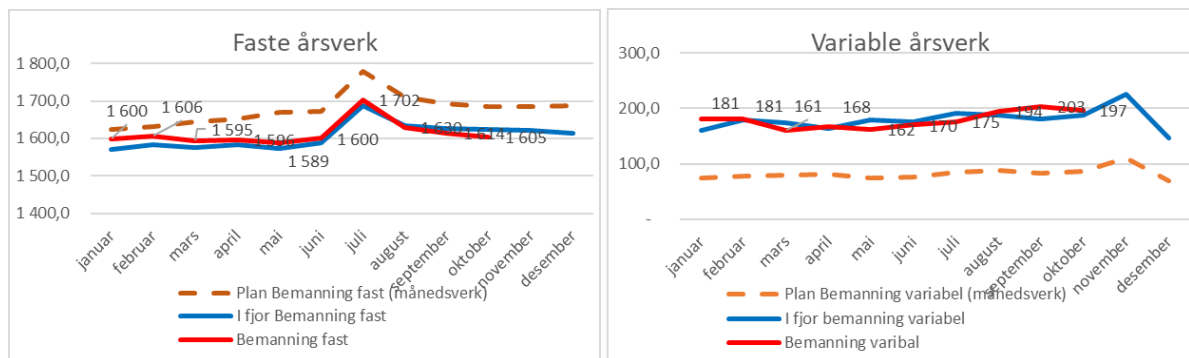 Faste årsverk
1 800,0
1 700,0
1 600,0
1 500,0
1 400,0
1 600
1 606
1 595
1 596
1 589
1 600
1 702
1 630
1 614
1 605
januar
februar
mars
april
mai
juni
juli
august
september
oktober
november
desember
Plan Bemanning fast (månedsverk)
I fjor Bemanning fast
Bemanning fast
Variable årsverk
300,0
200,0
100,0
-
181
181
161
168
162
170
175
194
203
197
januar
februar
mars
april
mai
juni
juli
august
september
oktober
november
desember
Plan Bemanning variabel (månedsverk)
I fjor bemanning variabel
Bemanning varibal